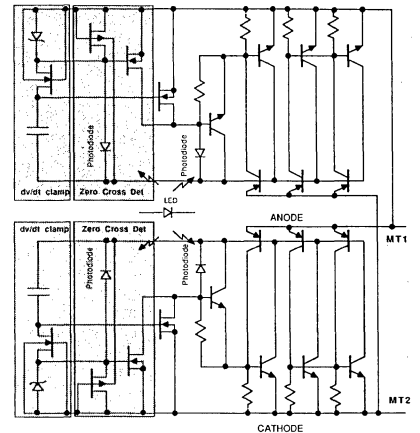 Photodiode
Photodiode
dv/dt clamp
Zero Cross Det
LED
ANODE
dv/dt clamp
Zero Cross Det
MT1
Photodiode
Photodiode
MT2
CATHODE